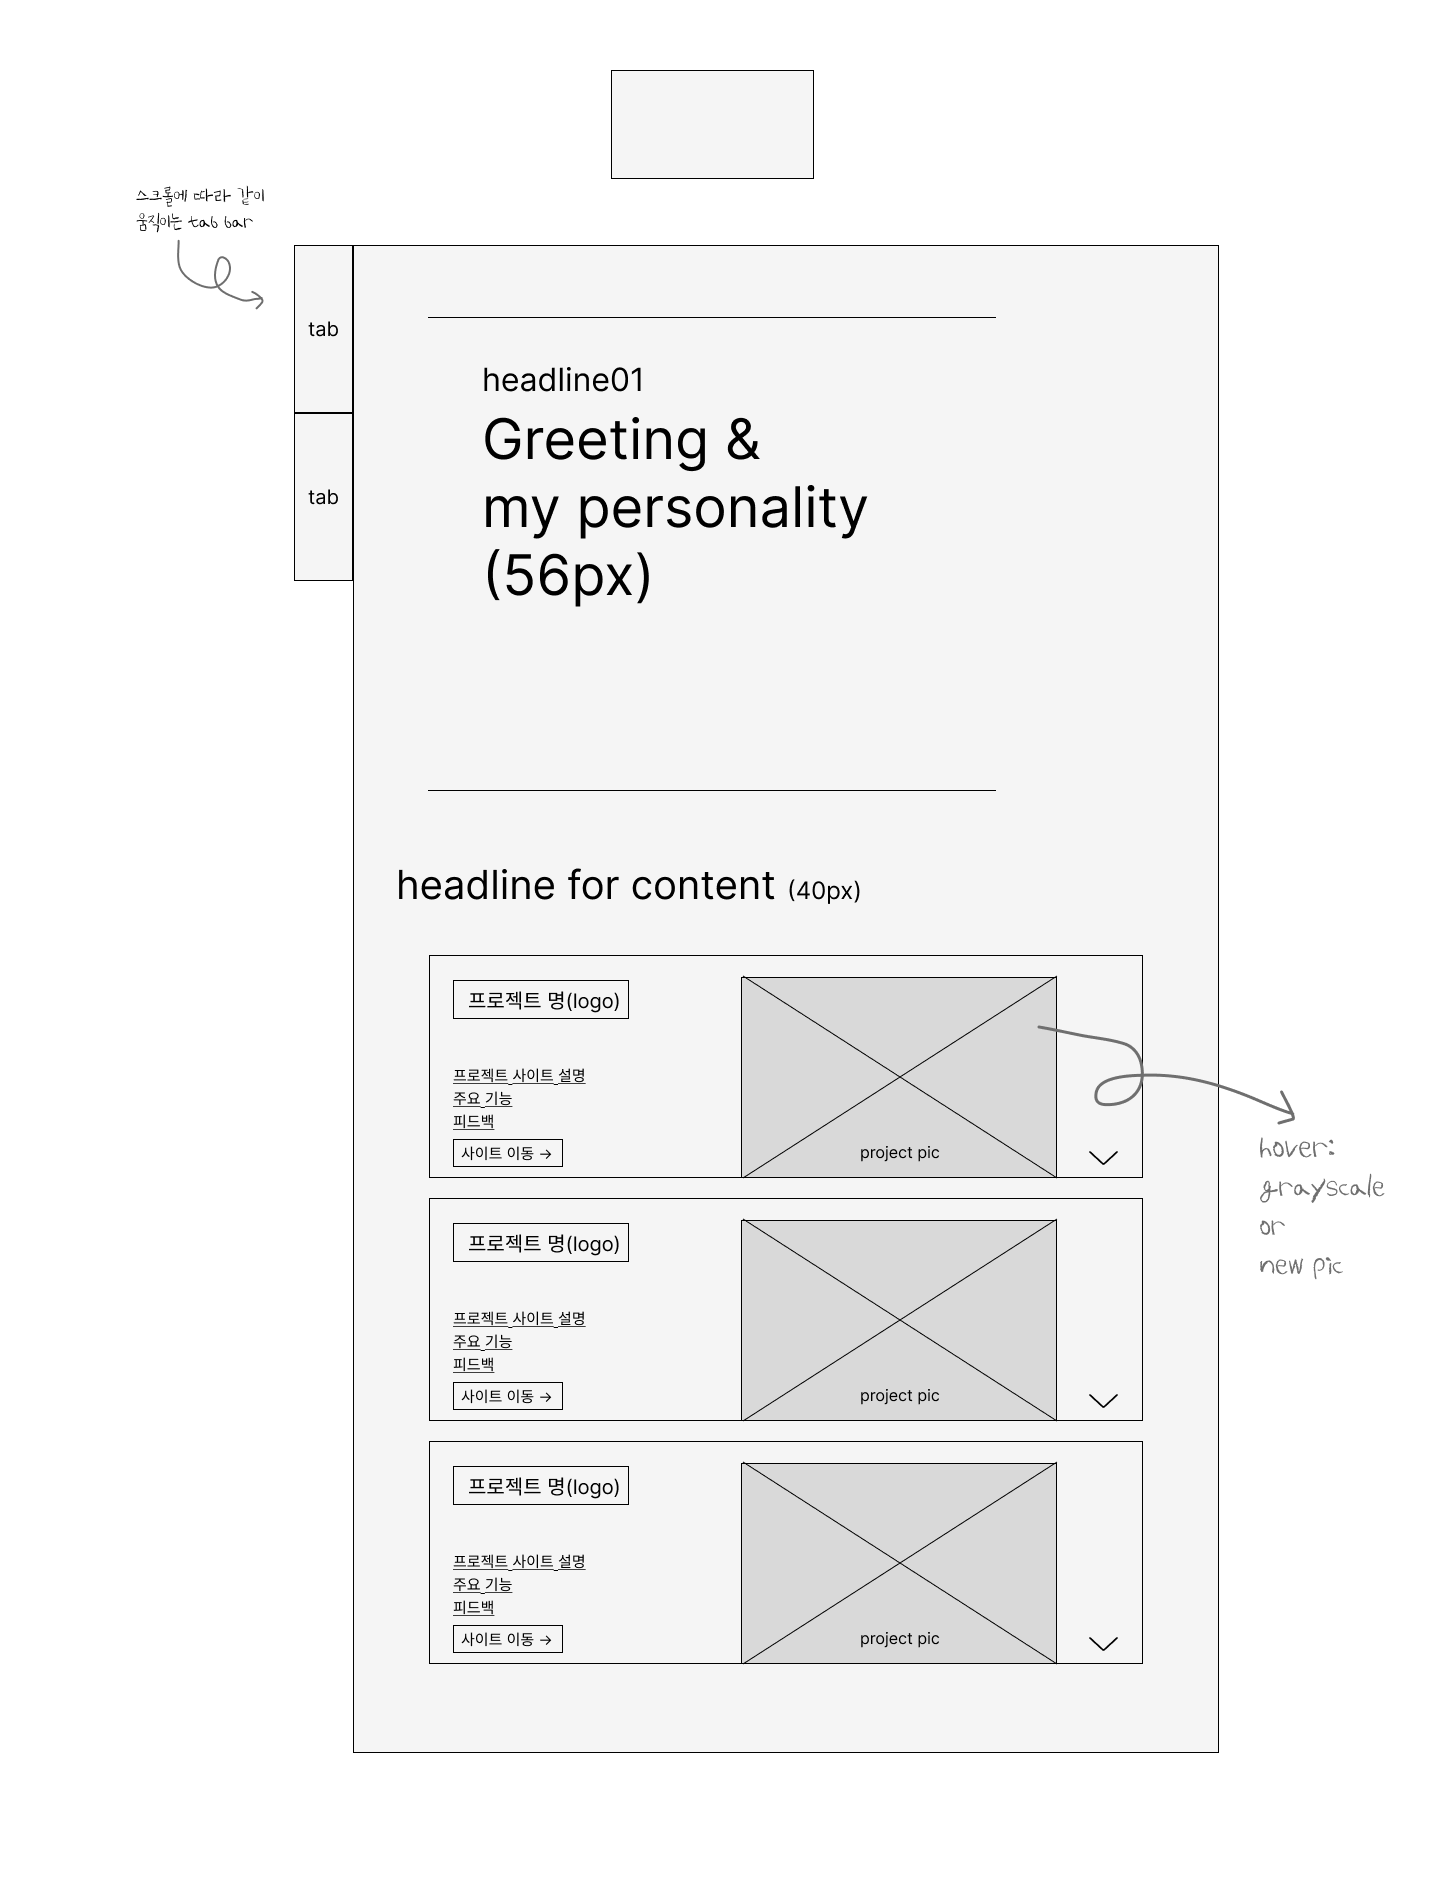 스크롤에 따라 같이
움직이는 tab bar
tab
tab
headline01
Greeting &
my personality
(56px)
headline for content (40px)
프로젝트 명(logo)
프로젝트 사이트 설명
주요 기능
피드백
사이트 이동 →
project pic
hover:
grayscale
or
new pic
프로젝트 명(logo)
프로젝트 사이트 설명
주요 기능
피드백
사이트 이동 →
project pic
프로젝트 명(logo)
프로젝트 사이트 설명
주요 기능
피드백
사이트 이동 →
project pic